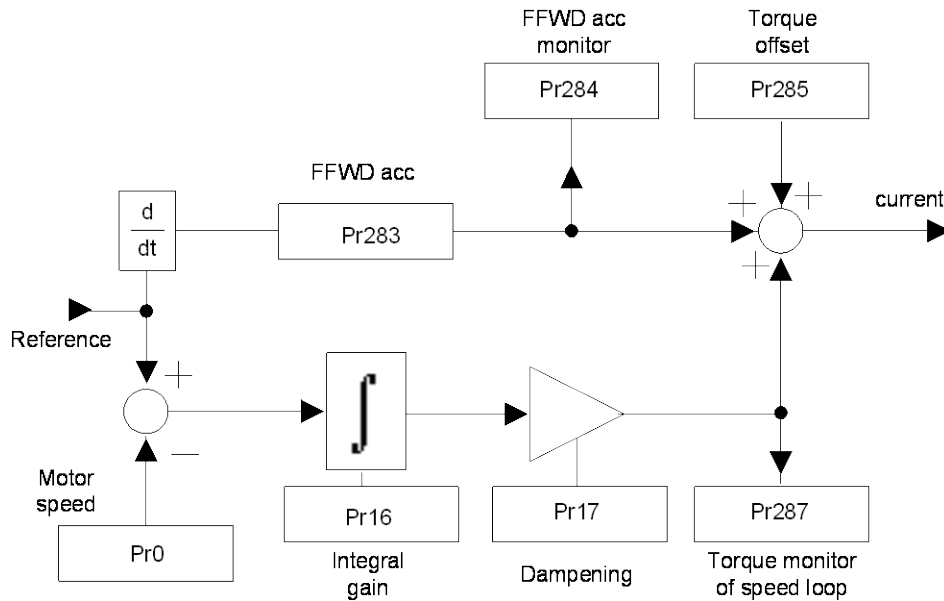 FFWD acc
monitor
Pr284
Torque
offset
Pr285
FFWD acc
Pr283
d
dt
+
+
+
current
Reference
+
−
∫
Motor
speed
Pr0
Pr16
Integral
gain
Pr17
Dampening
Pr287
Torque monitor
of speed loop